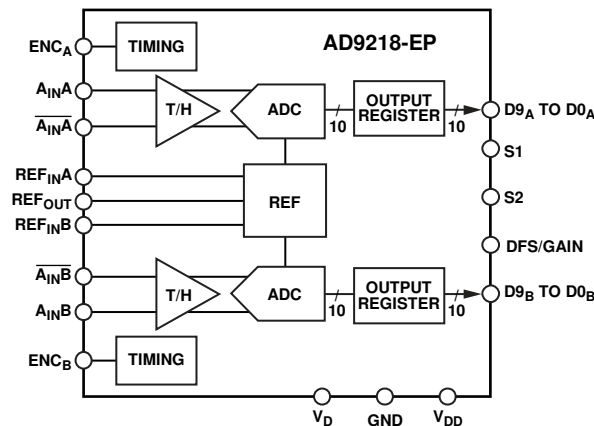 AD9218-EP
ENCA
TIMING
AINA
AINA
T/H
ADC
10
OUTPUT
REGISTER
10
D9A TO D0A
S1
REFINA
REFOUT
REFINB
REF
S2
DFS/GAIN
AINB
AINB
T/H
ADC
10
OUTPUT
REGISTER
10
D9B TO D0B
ENCB
TIMING
VD
GND
VDD